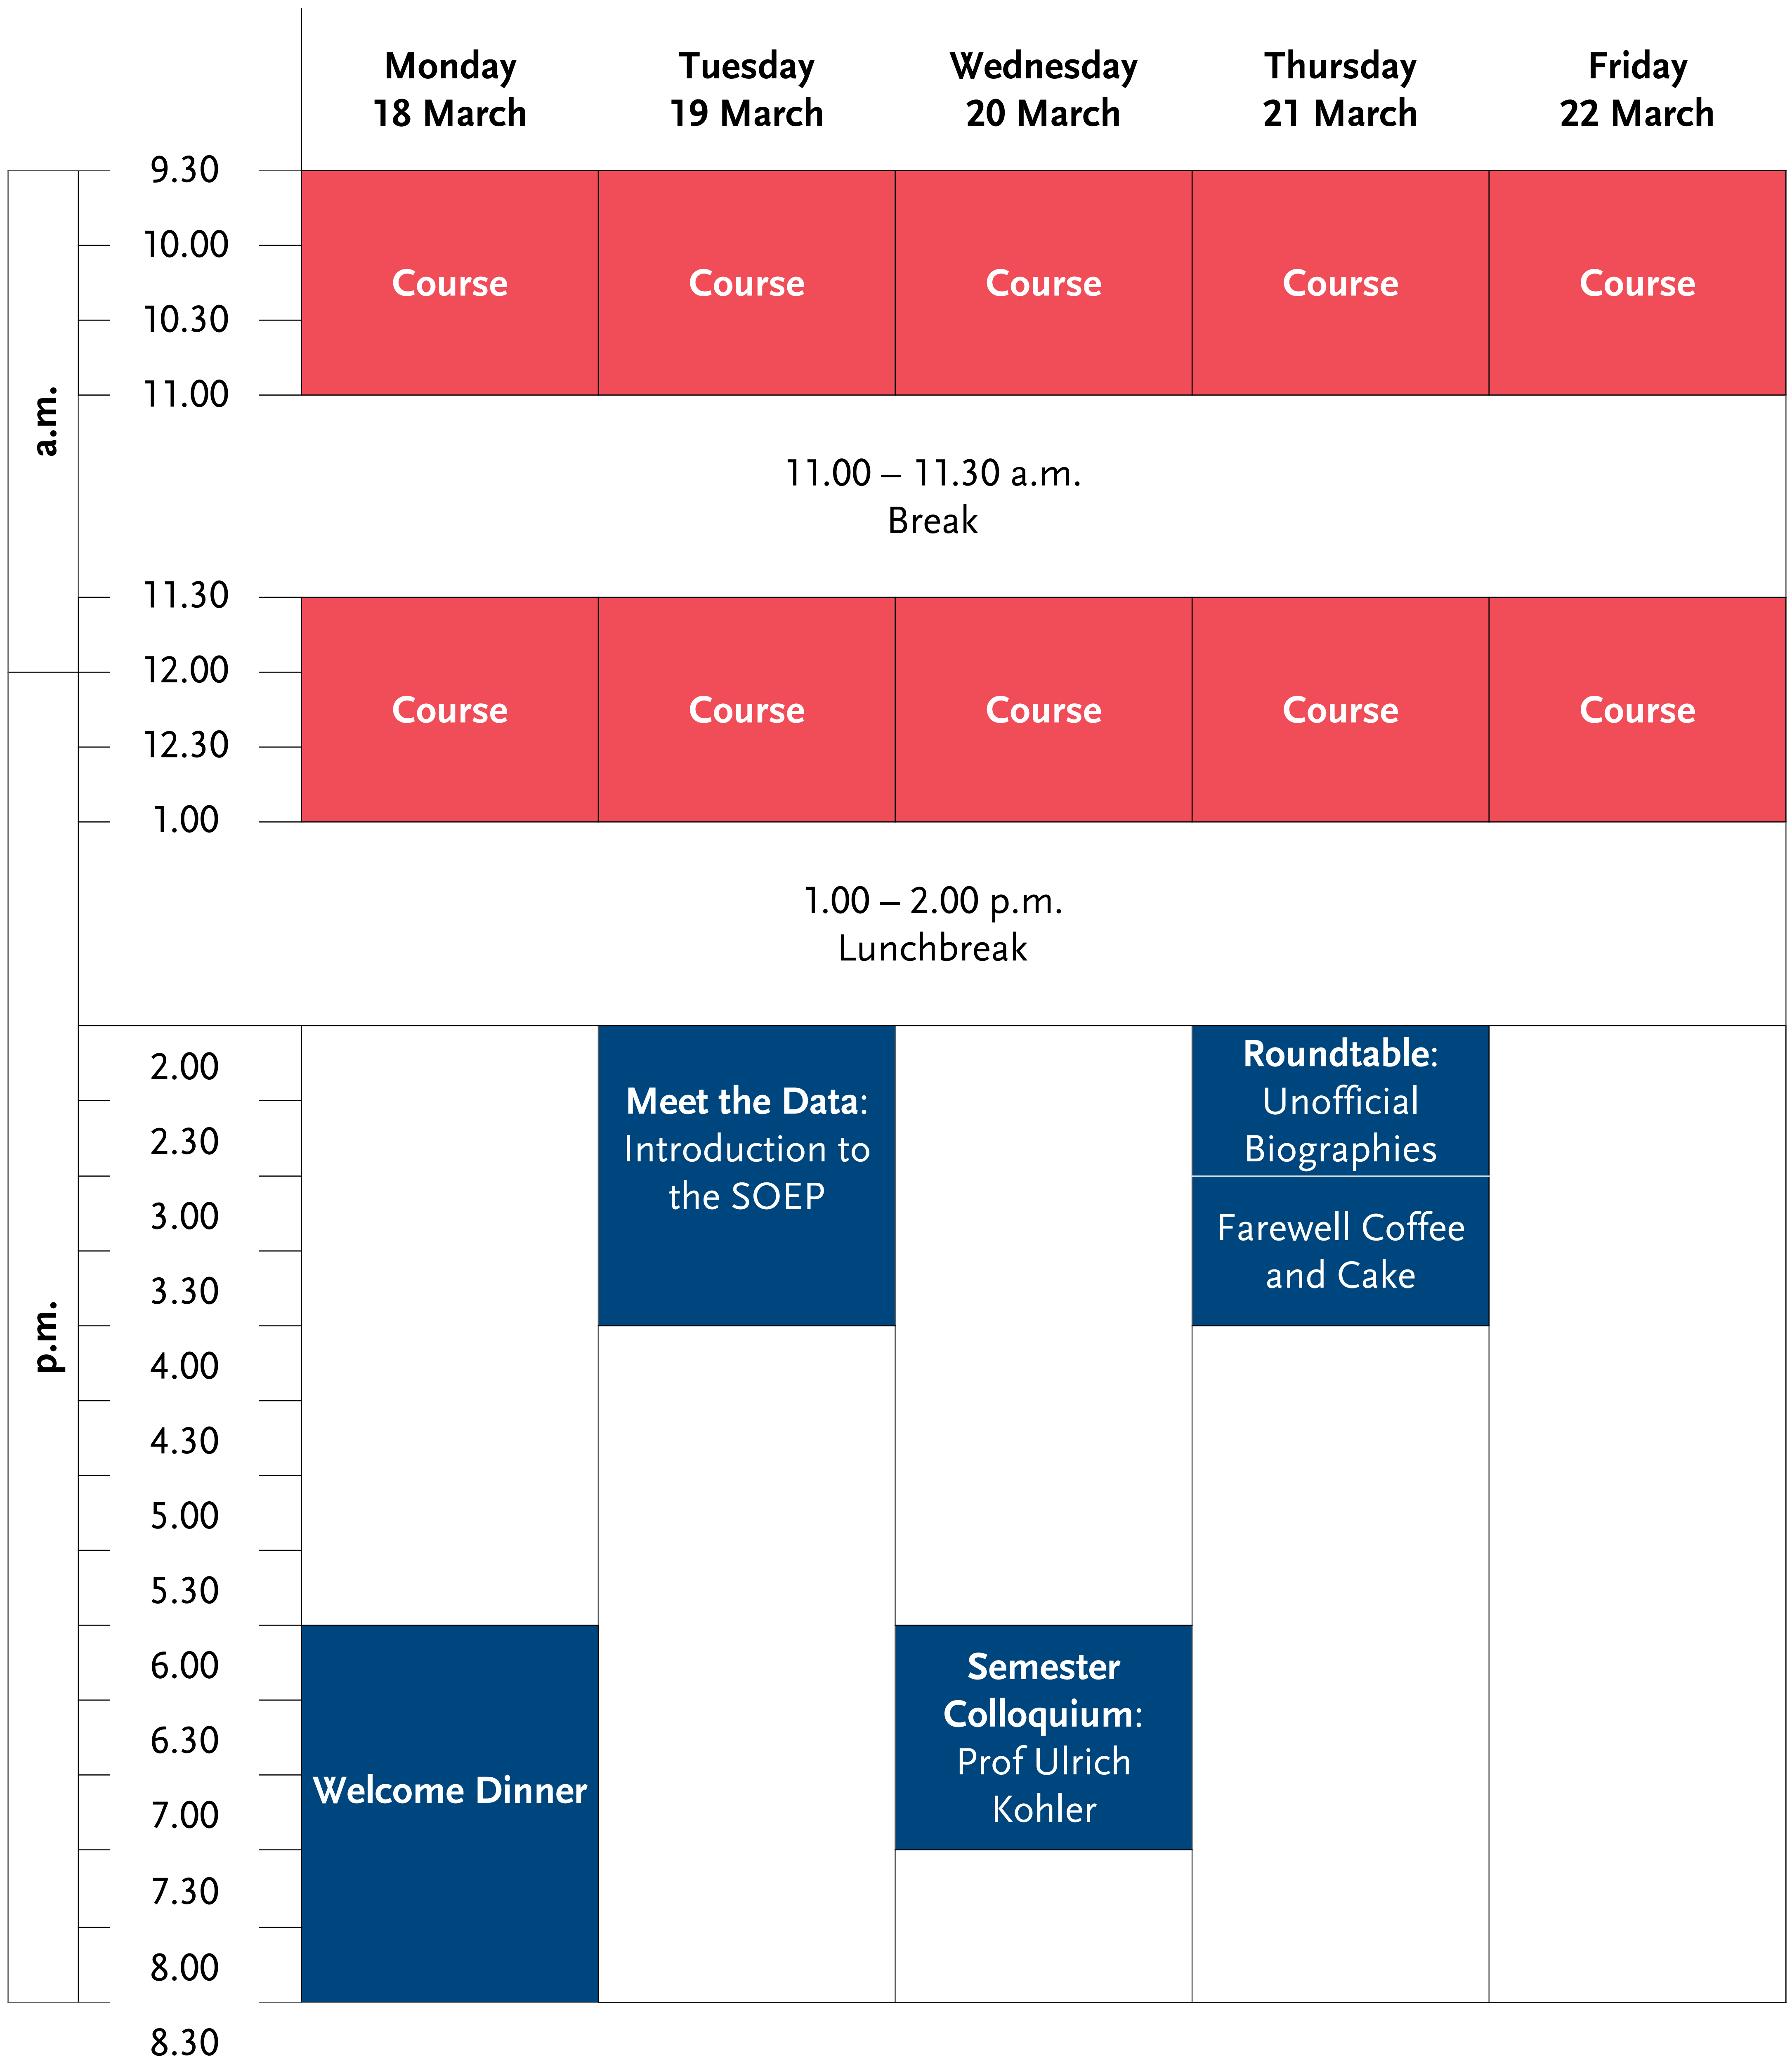 Monday
18 March
Tuesday
19 March
Wednesday
20 March
Thursday
21 March
Friday
22 March
a.m.
9.30
10.00
10.30
11.00
Course
Course
Course
Course
Course
11.00 – 11.30 a.m.
Break
11.30
12.00
12.30
1.00
Course
Course
Course
Course
Course
1.00 – 2.00 p.m.
Lunchbreak
p.m.
2.00
2.30
3.00
3.30
4.00
4.30
5.00
5.30
6.00
6.30
7.00
7.30
8.00
8.30
Welcome Dinner
Meet the Data:
Introduction to
the SOEP
Semester
Colloquium:
Prof Ulrich
Kohler
Roundtable:
Unofficial
Biographies
Farewell Coffee
and Cake